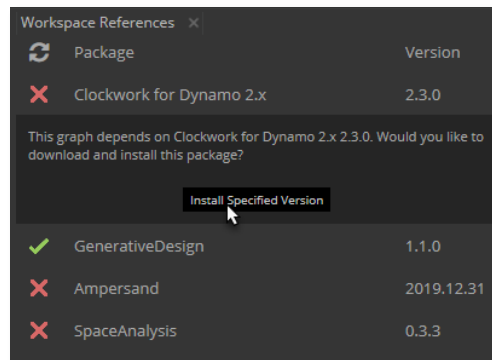 Workspace References
Package Version
Clockwork for Dynamo 2.x 2.3.0
This graph depends on Clockwork for Dynamo 2.x 2.3.0. Would you like to
download and install this package?
Install Specified Version
GenerativeDesign 1.1.0
Ampersand 2019.12.31
SpaceAnalysis 0.3.3